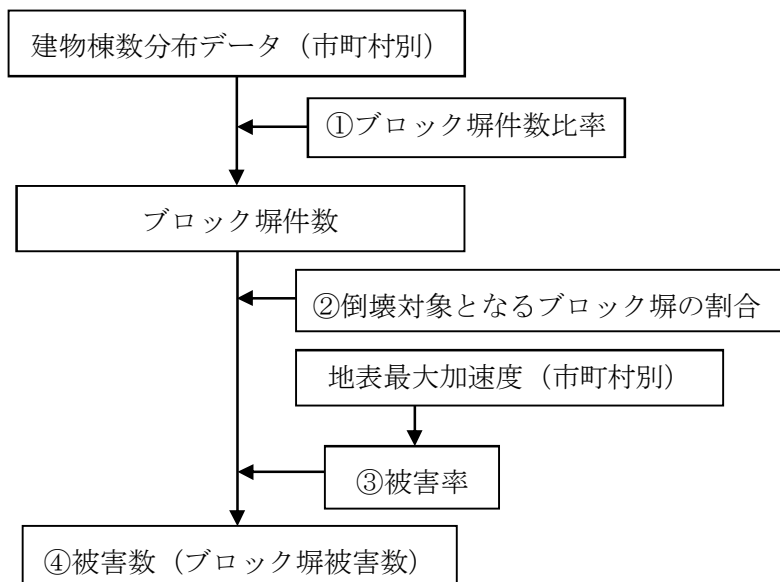 建物棟数分布データ（市町村別）
①ブロック塀件数比率
ブロック塀件数
②倒壊対象となるブロック塀の割合
地表最大加速度（市町村別）
③被害率
④被害数（ブロック塀被害数）